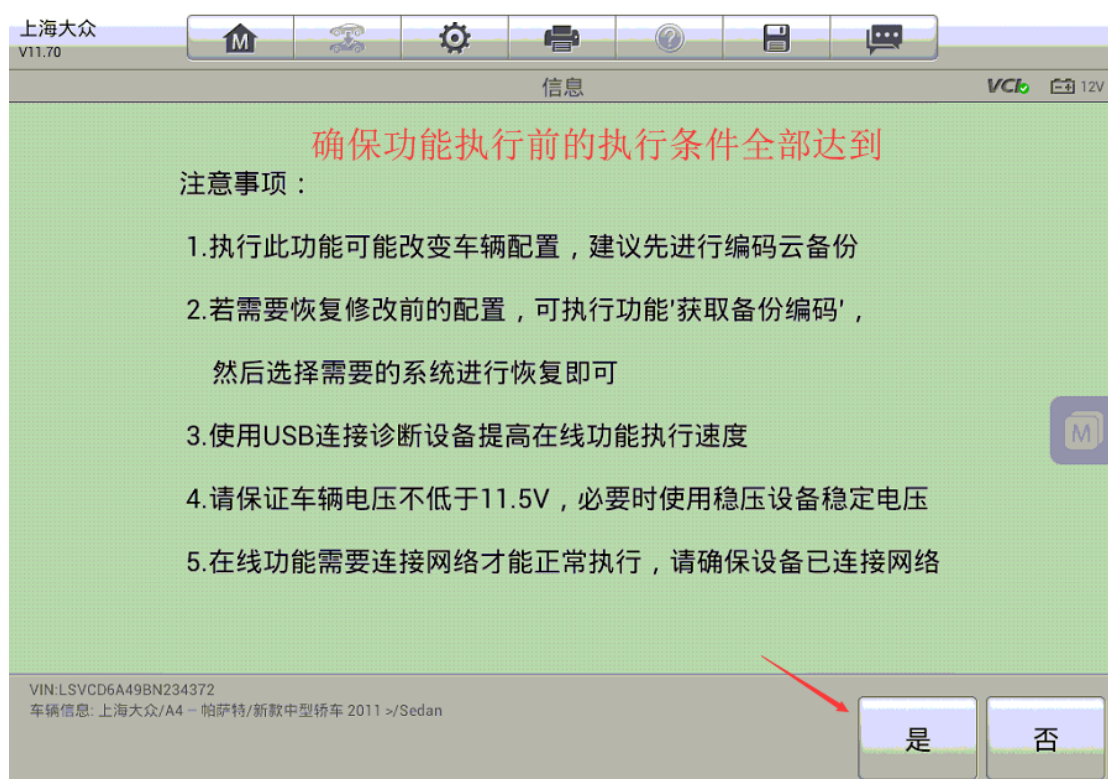 上海大众
V11.70
信息
VCI 12V
确保功能执行前的执行条件全部达到
注意事项：
1.执行此功能可能改变车辆配置，建议先进行编码云备份
2.若需要恢复修改前的配置，可执行功能'获取备份编码'，
然后选择需要的系统进行恢复即可
3.使用USB连接诊断设备提高在线功能执行速度
M
4.请保证车辆电压不低于11.5V，必要时使用稳压设备稳定电压
5.在线功能需要连接网络才能正常执行，请确保设备已连接网络
VIN:LSVCD6A49BN234372
车辆信息: 上海大众/A4 – 帕萨特/新款中型轿车 2011 >/Sedan
是
否